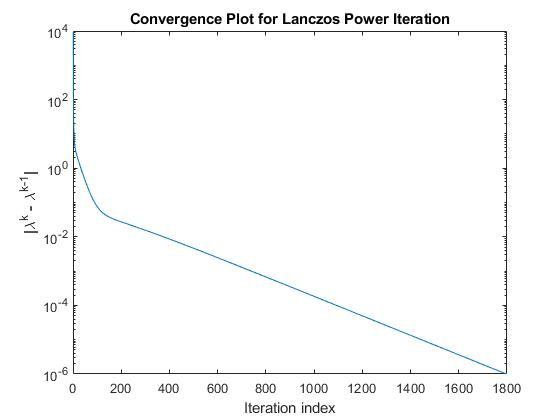 Convergence Plot for Lanczos Power Iteration
10^4
10^2
10^0
10^-2
10^-4
10^-6
|λ^k - λ^k-1|
0 200 400 600 800 1000 1200 1400 1600 1800
Iteration index